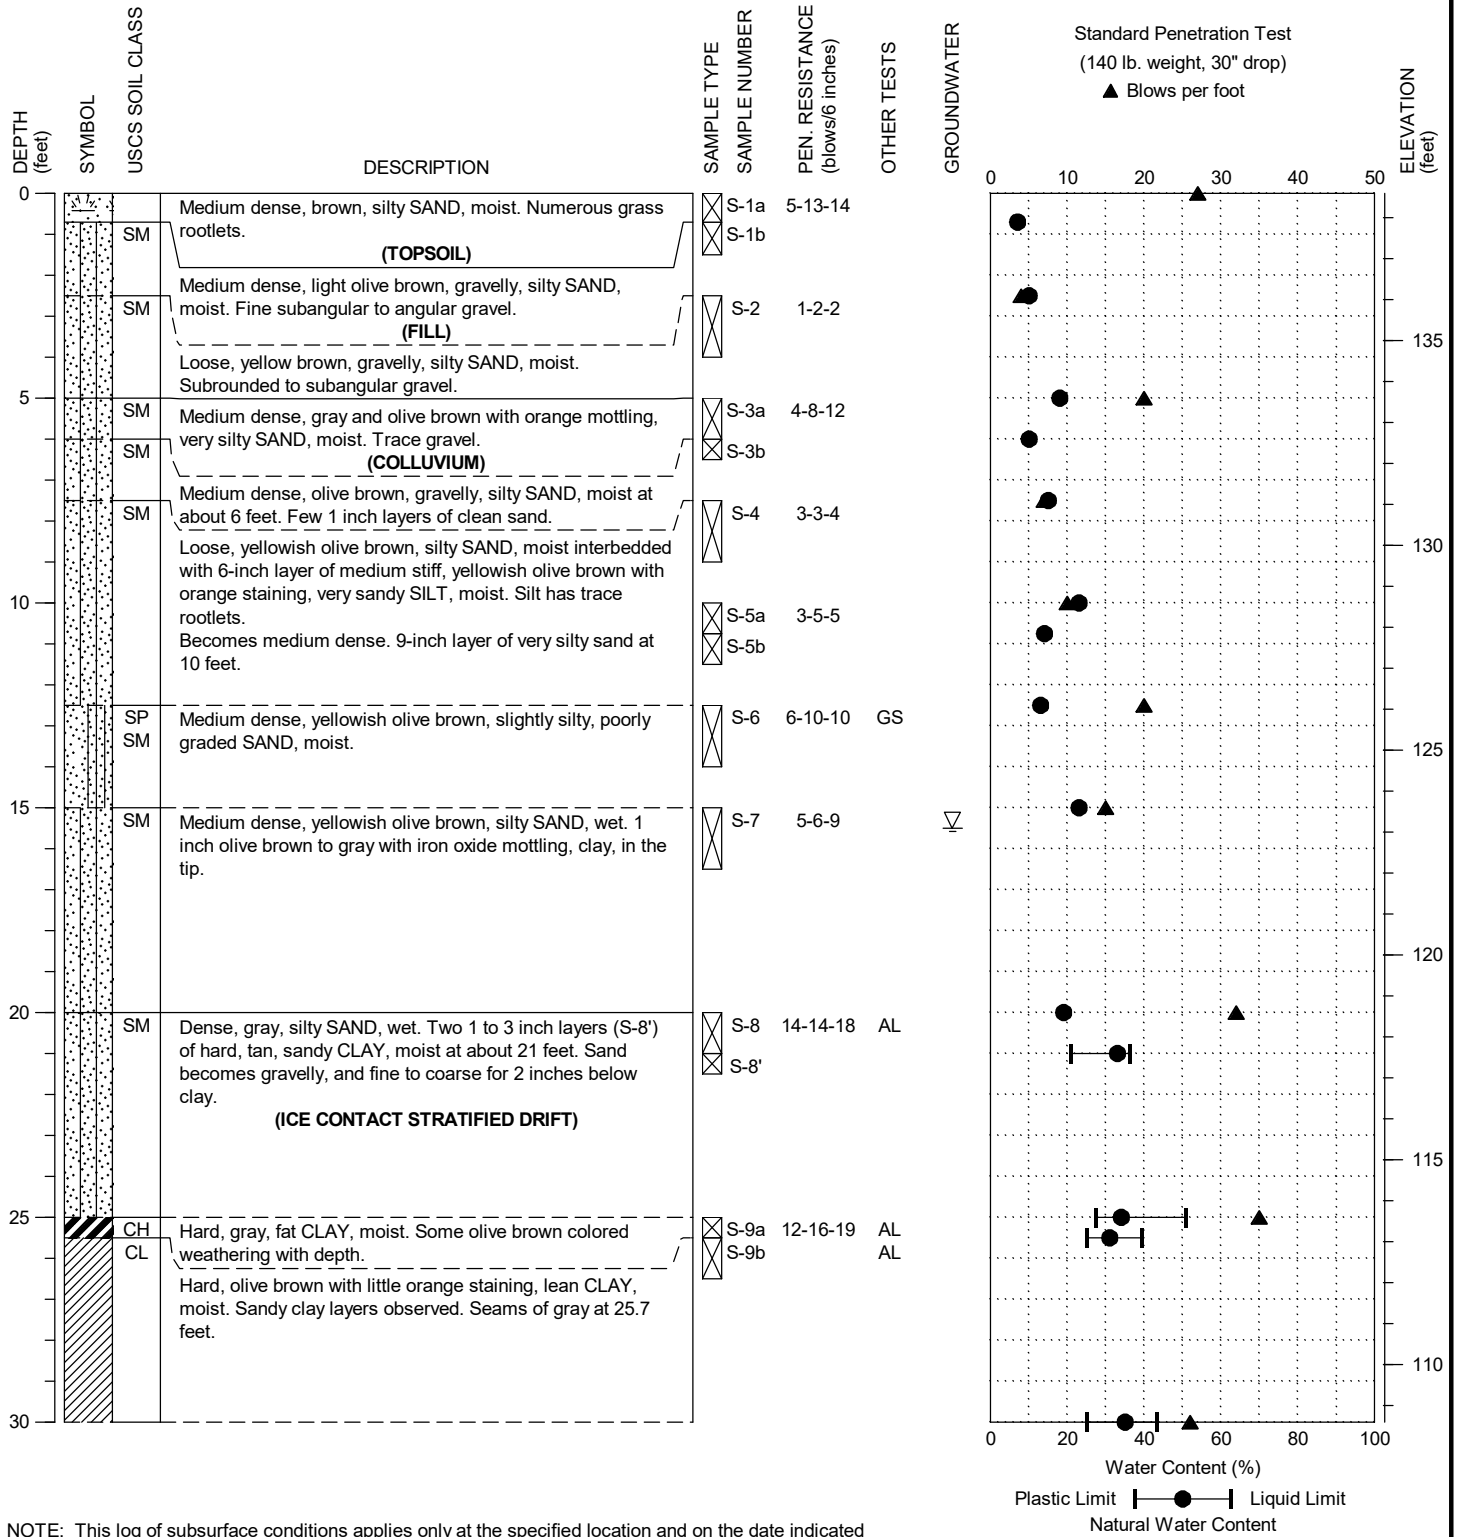 DEPTH
(feet)
SYMBOL
USCS SOIL CLASS
DESCRIPTION
SAMPLE TYPE
SAMPLE NUMBER
PEN. RESISTANCE
(blows/6 inches)
OTHER TESTS
GROUNDWATER
Standard Penetration Test
(140 lb. weight, 30" drop)
▲ Blows per foot
ELEVATION
(feet)
0 10 20 30 40 50
0
Medium dense, brown, silty SAND, moist. Numerous grass
rootlets.
(TOPSOIL)
S-1a 5-13-14
SM
S-1b
Medium dense, light olive brown, gravelly, silty SAND,
moist. Fine subangular to angular gravel.
(FILL)
SM
S-2 1-2-2
Loose, yellow brown, gravelly, silty SAND, moist.
Subrounded to subangular gravel.
135
5
SM
Medium dense, gray and olive brown with orange mottling,
very silty SAND, moist. Trace gravel.
(COLLUVIUM)
S-3a 4-8-12
SM
S-3b
Medium dense, olive brown, gravelly, silty SAND, moist at
about 6 feet. Few 1 inch layers of clean sand.
SM
S-4 3-3-4
Loose, yellowish olive brown, silty SAND, moist interbedded
with 6-inch layer of medium stiff, yellowish olive brown with
orange staining, very sandy SILT, moist. Silt has trace
rootlets.
Becomes medium dense. 9-inch layer of very silty sand at
10 feet.
130
10
S-5a 3-5-5
S-5b
SP
SM
Medium dense, yellowish olive brown, slightly silty, poorly
graded SAND, moist.
S-6 6-10-10 GS
125
15
SM
Medium dense, yellowish olive brown, silty SAND, wet. 1
inch olive brown to gray with iron oxide mottling, clay, in the
tip.
S-7 5-6-9
120
20
SM
Dense, gray, silty SAND, wet. Two 1 to 3 inch layers (S-8')
of hard, tan, sandy CLAY, moist at about 21 feet. Sand
becomes gravelly, and fine to coarse for 2 inches below
clay.
(ICE CONTACT STRATIFIED DRIFT)
S-8 14-14-18 AL
S-8'
115
25
CH
Hard, gray, fat CLAY, moist. Some olive brown colored
weathering with depth.
S-9a 12-16-19 AL
CL
S-9b AL
Hard, olive brown with little orange staining, lean CLAY,
moist. Sandy clay layers observed. Seams of gray at 25.7
feet.
110
30
0 20 40 60 80 100
Water Content (%)
Plastic Limit Liquid Limit
Natural Water Content
NOTE: This log of subsurface conditions applies only at the specified location and on the date indicated